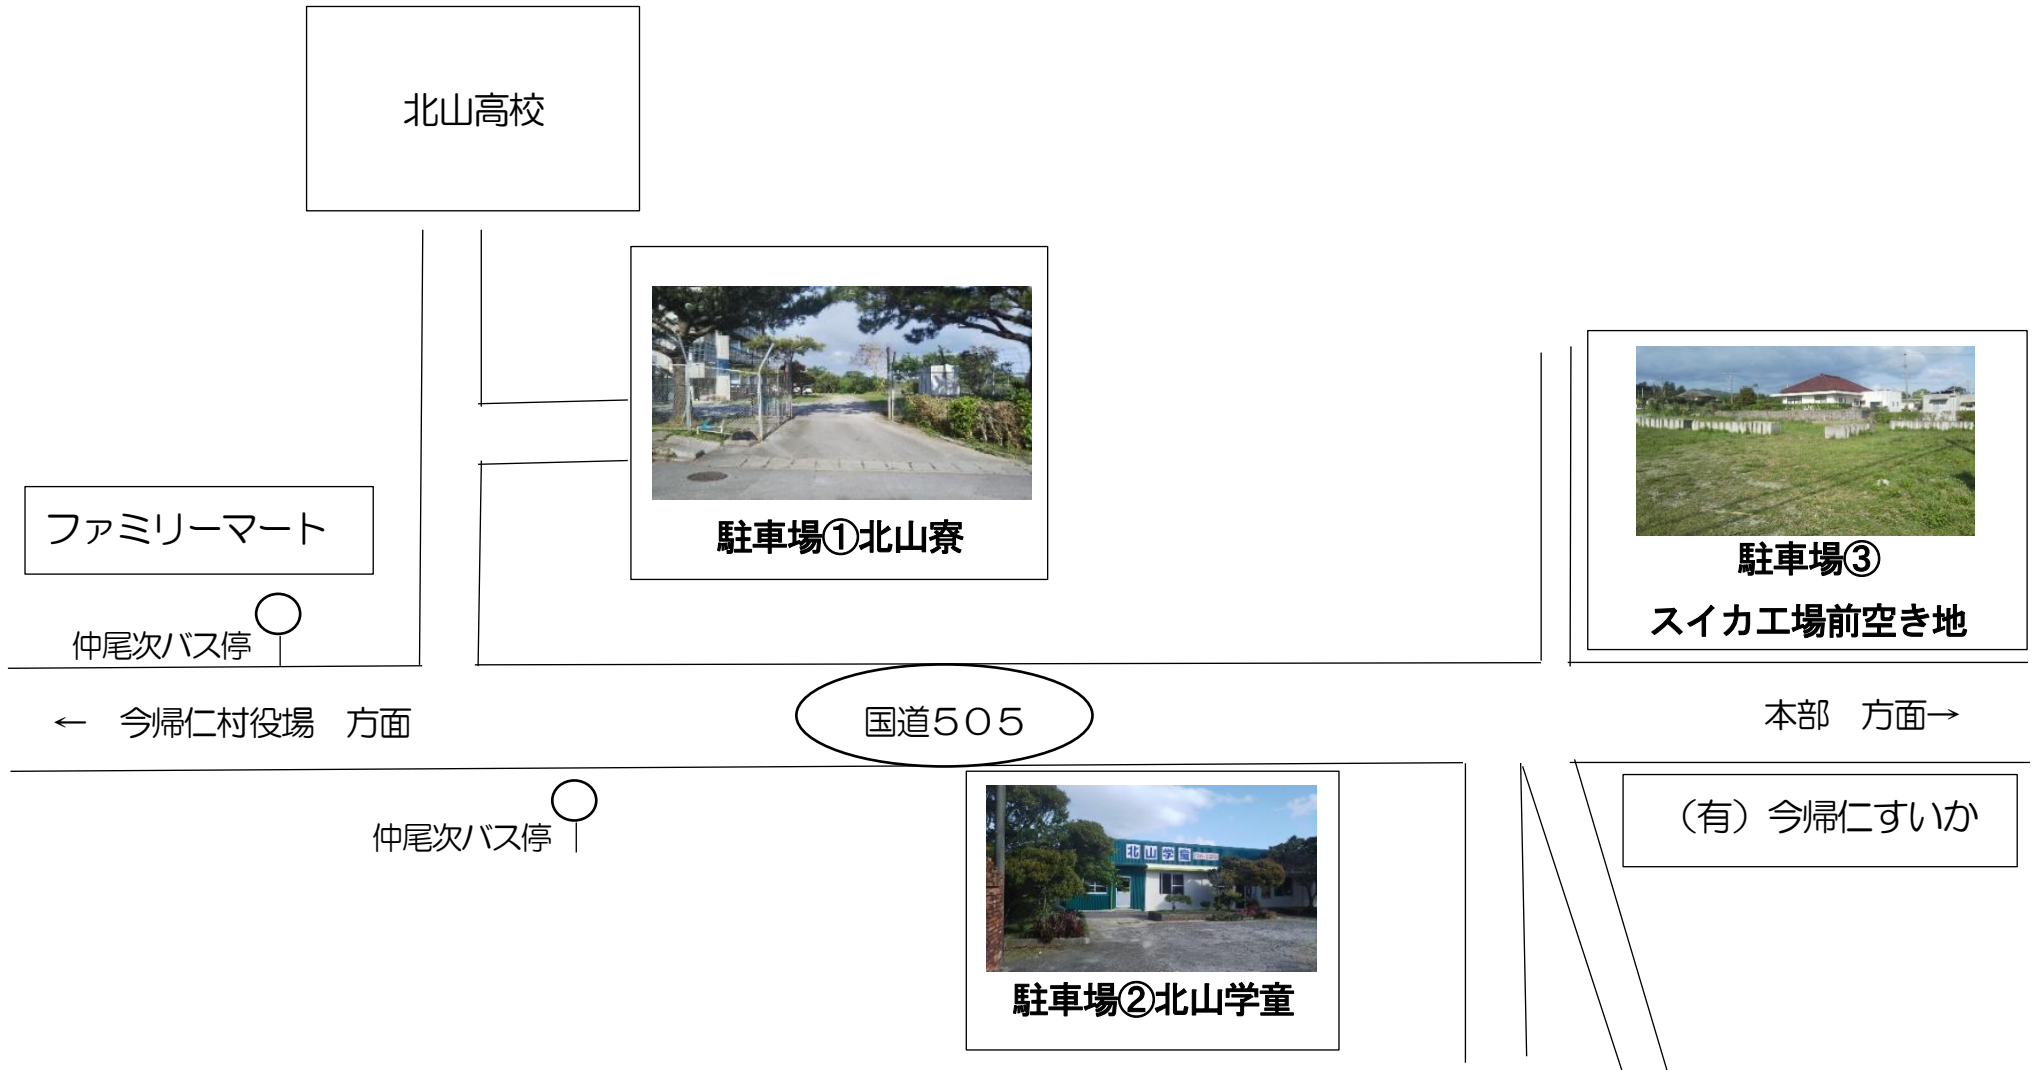 北山高校
駐車場①北山寮
ファミリーマート
仲尾次バス停
駐車場③
スイカ工場前空き地
← 今帰仁村役場 方面
国道５０５
本部 方面→
仲尾次バス停
北山学童
駐車場②北山学童
（有）今帰仁すいか